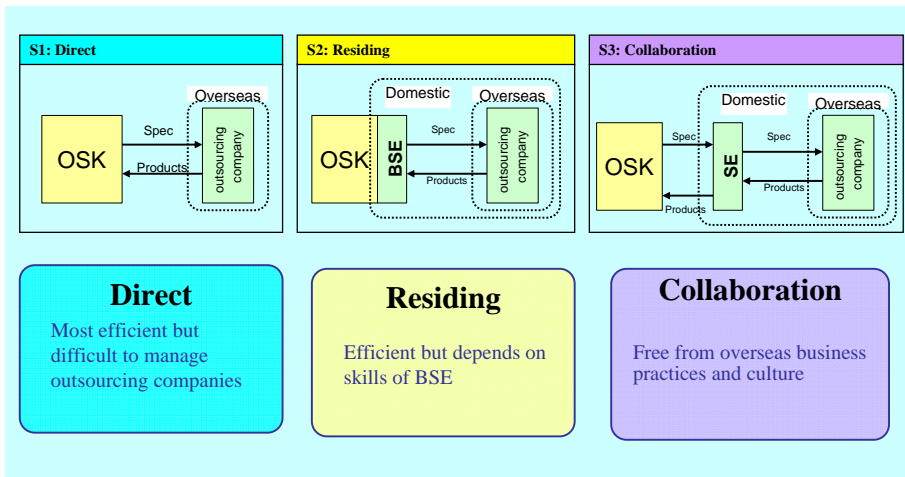 S1: Direct
Overseas
OSK
Spec
Products
outsourcing
company
S2: Residing
Domestic
Overseas
OSK
BSE
Spec
Products
outsourcing
company
S3: Collaboration
Domestic
Overseas
OSK
Spec
Products
SE
Spec
Products
outsourcing
company
Direct
Most efficient but
difficult to manage
outsourcing companies
Residing
Efficient but depends on
skills of BSE
Collaboration
Free from overseas business
practices and culture